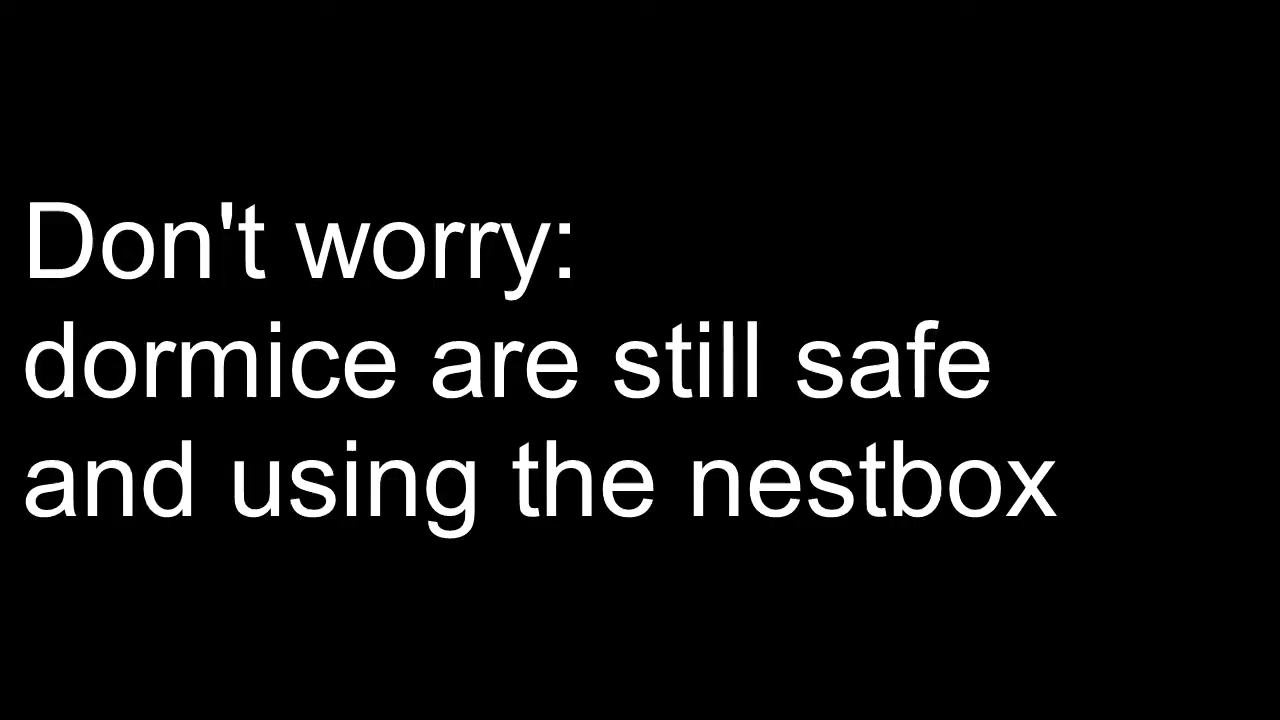 Don't worry:
dormice are still safe
and using the nestbox